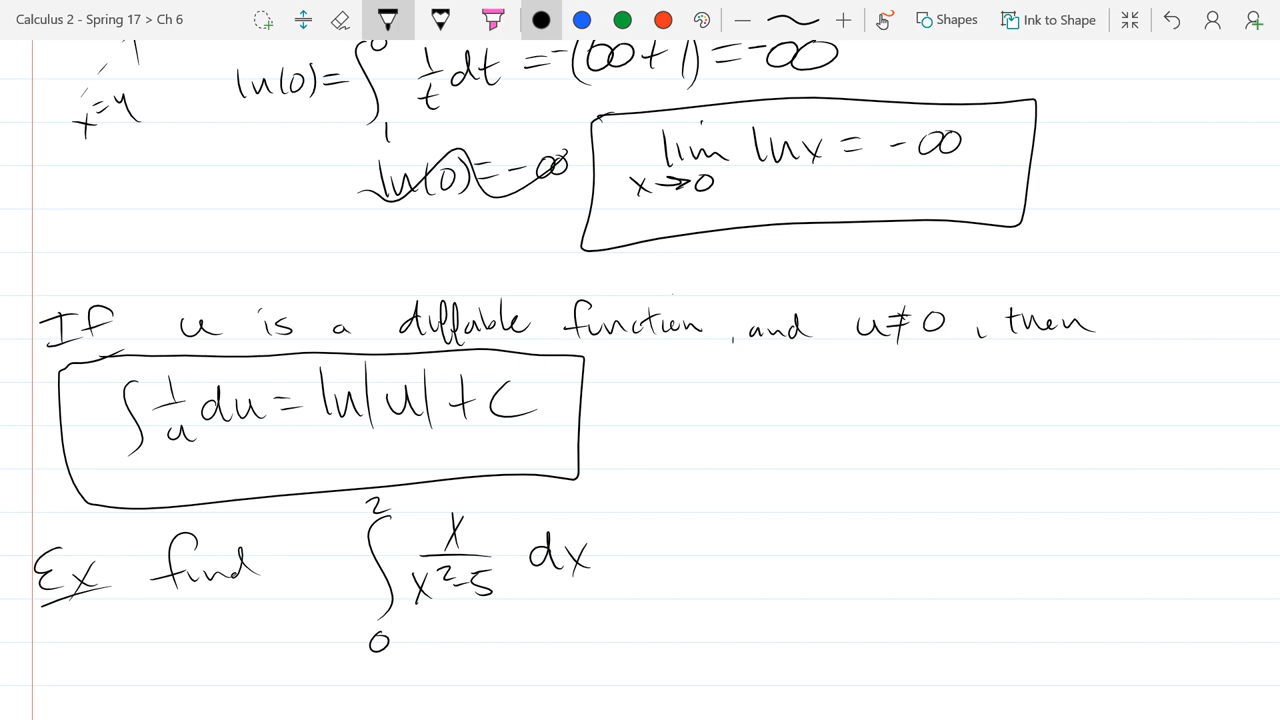 Calculus 2 - Spring 17 > Ch 6
Shapes
Ink to Shape
x=4
ln(0)=∫₁⁰ 1/t dt = -(∞+1) = -∞
ln(0)=-∞
lim ln x = -∞
x→0
If u is a diffable function, and u≠0, then
∫ 1/u du = ln|u| + C
Ex find ∫₀² x/(x²-5) dx